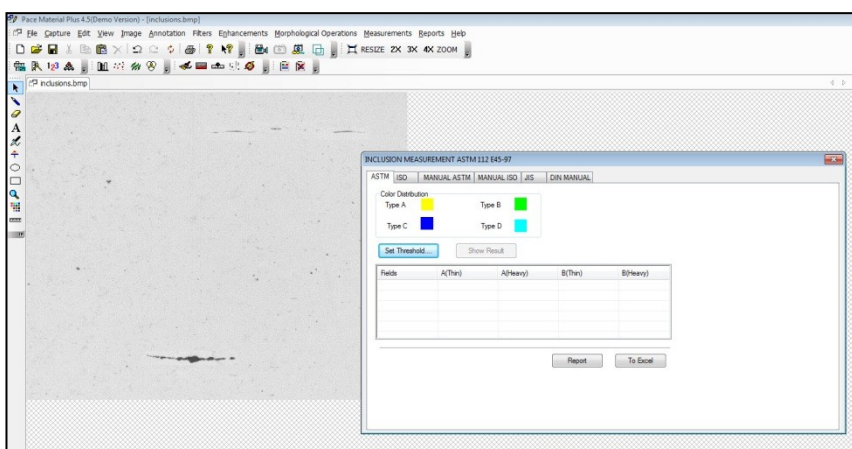 Pace Material Plus 4.5(Demo Version) - [inclusions.bmp]
File Capture Edit View Image Annotation Filters Enhancements Morphological Operations Measurements Reports Help
RESIZE 2X 3X 4X ZOOM
123
inclusions.bmp
A
INCLUSION MEASUREMENT ASTM 112 E45-97
ASTM ISO MANUAL ASTM MANUAL ISO JIS DIN MANUAL
Color Distribution
Type A Type B
Type C Type D
Set Threshold.... Show Result
Fields A(Thin) A(Heavy) B(Thin) B(Heavy)
Report To Excel